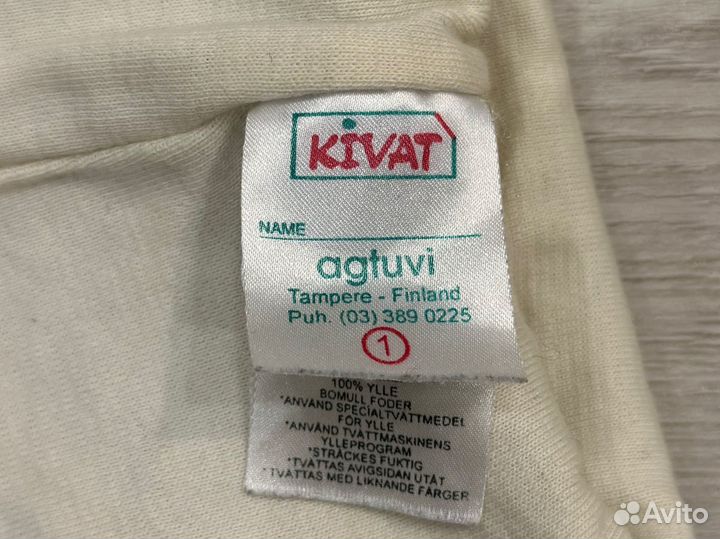 KiVAT
NAME
agtuvi
Tampere - Finland
Puh. (03) 389 0225
1
100% YLLE
BOMULL FODER
*ANVÄND SPECIALTVÄTTMEDEL
FÖR YLLE
*ANVÄND TVÄTTMASKINENS
YLLEPROGRAM
*STRÄCKES FUKTIG
*TVÄTTAS AVIGSIDAN UTÅT
*TVÄTTAS MED LIKNANDE FÄRGER
Avito